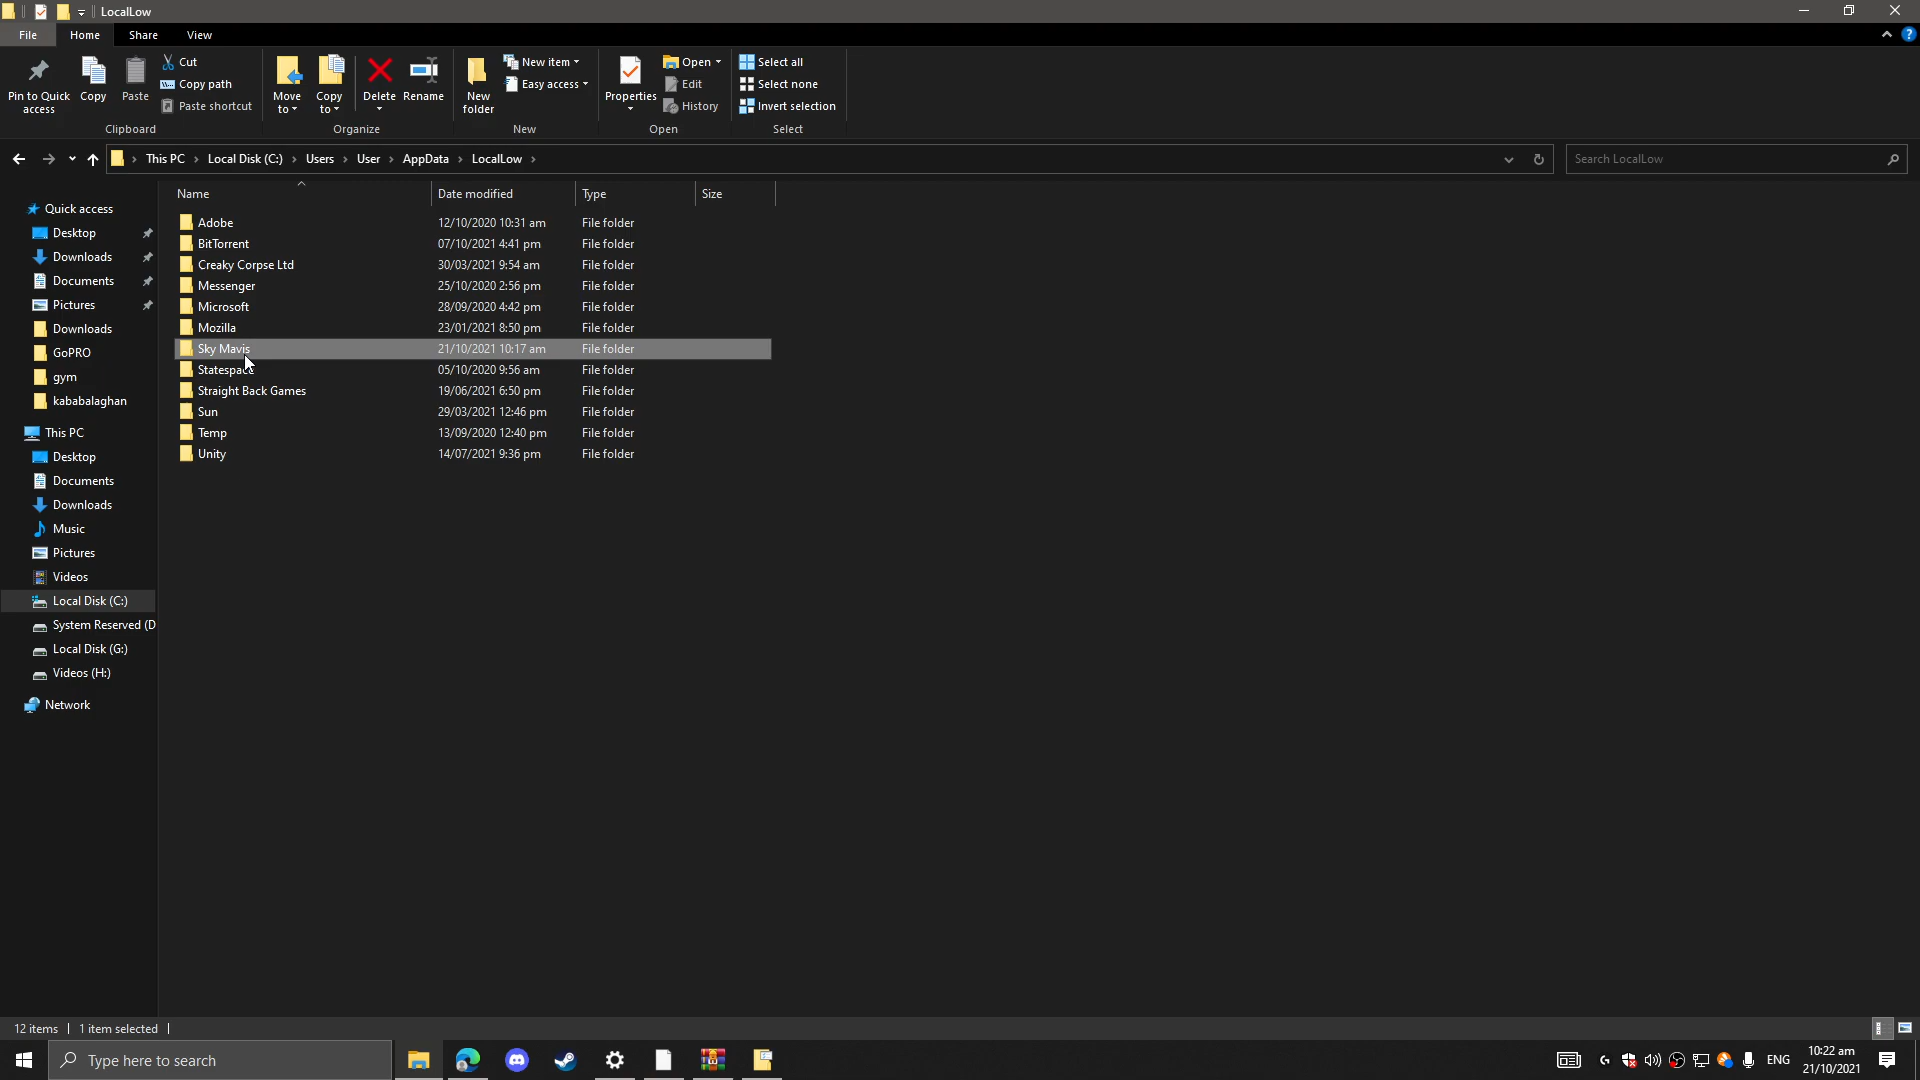 LocalLow
File Home Share View
Pin to Quick access
Copy
Paste
Cut
Copy path
Paste shortcut
Clipboard
Move to
Copy to
Delete
Rename
Organize
New folder
New item
Easy access
New
Properties
Open
Edit
History
Open
Select all
Select none
Invert selection
Select
This PC › Local Disk (C:) › Users › User › AppData › LocalLow ›
Search LocalLow
Name Date modified Type Size
Adobe 12/10/2020 10:31 am File folder
BitTorrent 07/10/2021 4:41 pm File folder
Creaky Corpse Ltd 30/03/2021 9:54 am File folder
Messenger 25/10/2020 2:56 pm File folder
Microsoft 28/09/2020 4:42 pm File folder
Mozilla 23/01/2021 8:50 pm File folder
Sky Mavis 21/10/2021 10:17 am File folder
Statespace 05/10/2020 9:56 am File folder
Straight Back Games 19/06/2021 6:50 pm File folder
Sun 29/03/2021 12:46 pm File folder
Temp 13/09/2020 12:40 pm File folder
Unity 14/07/2021 9:36 pm File folder
Quick access
Desktop
Downloads
Documents
Pictures
Downloads
GoPRO
gym
kababalaghan
This PC
Desktop
Documents
Downloads
Music
Pictures
Videos
Local Disk (C:)
System Reserved (D
Local Disk (G:)
Videos (H:)
Network
12 items 1 item selected
Type here to search
ENG
10:22 am
21/10/2021